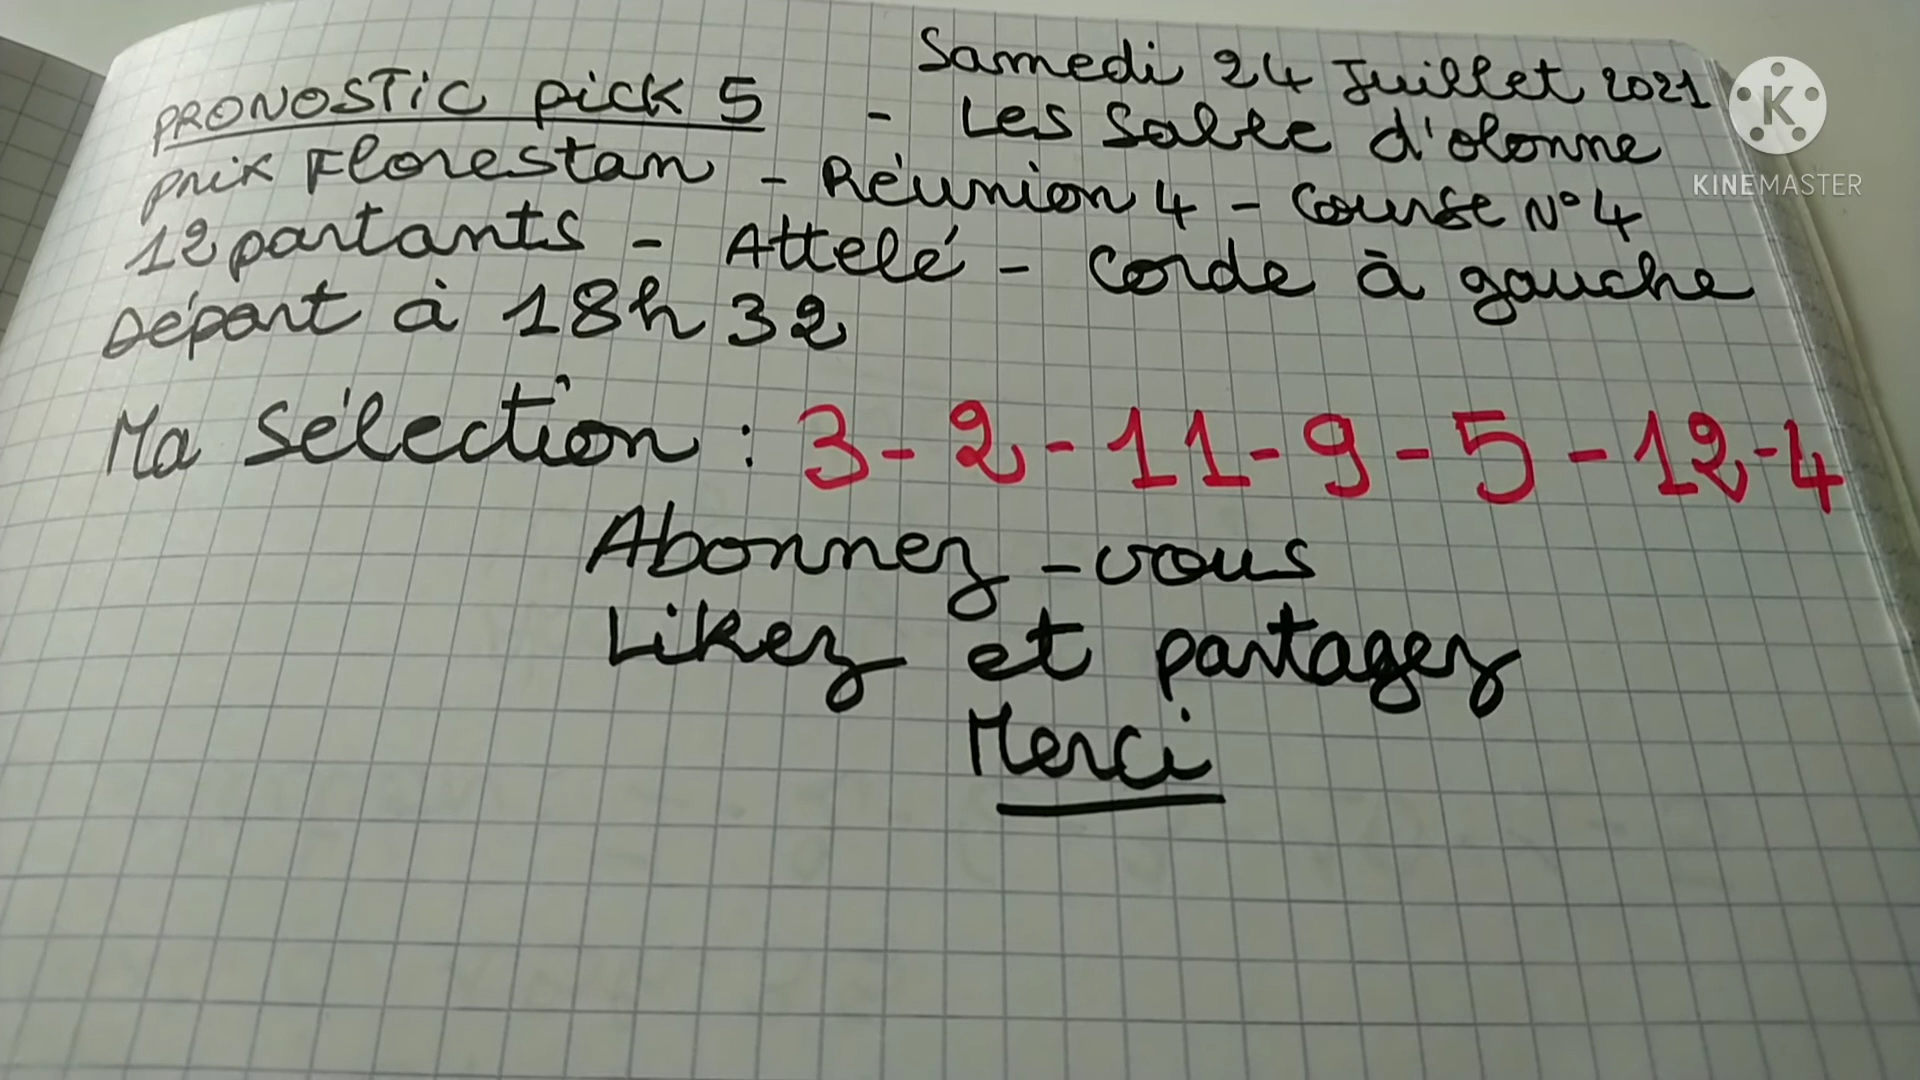 Samedi 24 Juillet 2021
PRONOSTIC pick 5 - Les Sable d'olonne
prix Florestan - Réunion 4 - Course N° 4
12 partants - Attelé - Corde à gauche
Départ à 18h32
Ma Sélection : 3 - 2 - 11 - 9 - 5 - 12 - 4
Abonnez-vous
Likez et partagez
Merci
K
KINEMASTER